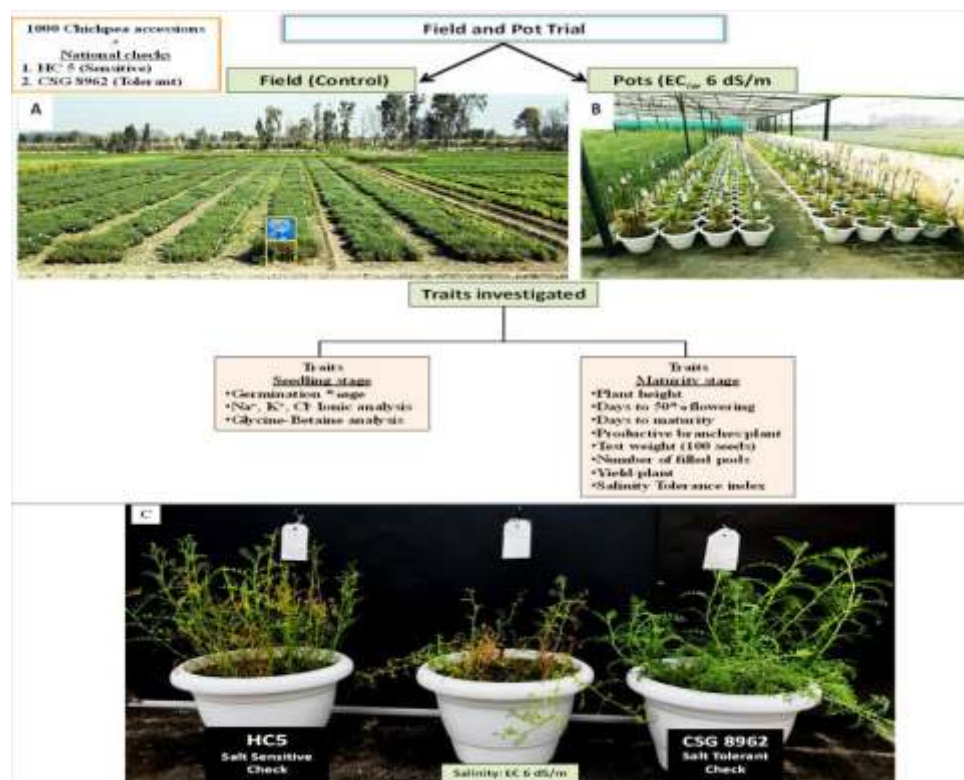 1000 Chickpea accessions
+
National checks
1. HC 5 (Sensitive)
2. CSG 8962 (Tolerant)
Field and Pot Trial
Field (Control)
Pots (EC 6 dS/m
A
B
Traits investigated
Traits
Seedling stage
•Germination
•Na+, K+, Cl- Ionic analysis
•Glycine-Betaine analysis
Traits
Maturity stage
•Plant height
•Days to 50% flowering
•Days to maturity
•Productive branches/plant
•Test weight (100 seeds)
•Number of filled pods
•Yield plant
•Salinity Tolerance index
C
HC5
Salt Sensitive
Check
Salinity: EC 6 dS/m
CSG 8962
Salt Tolerant
Check